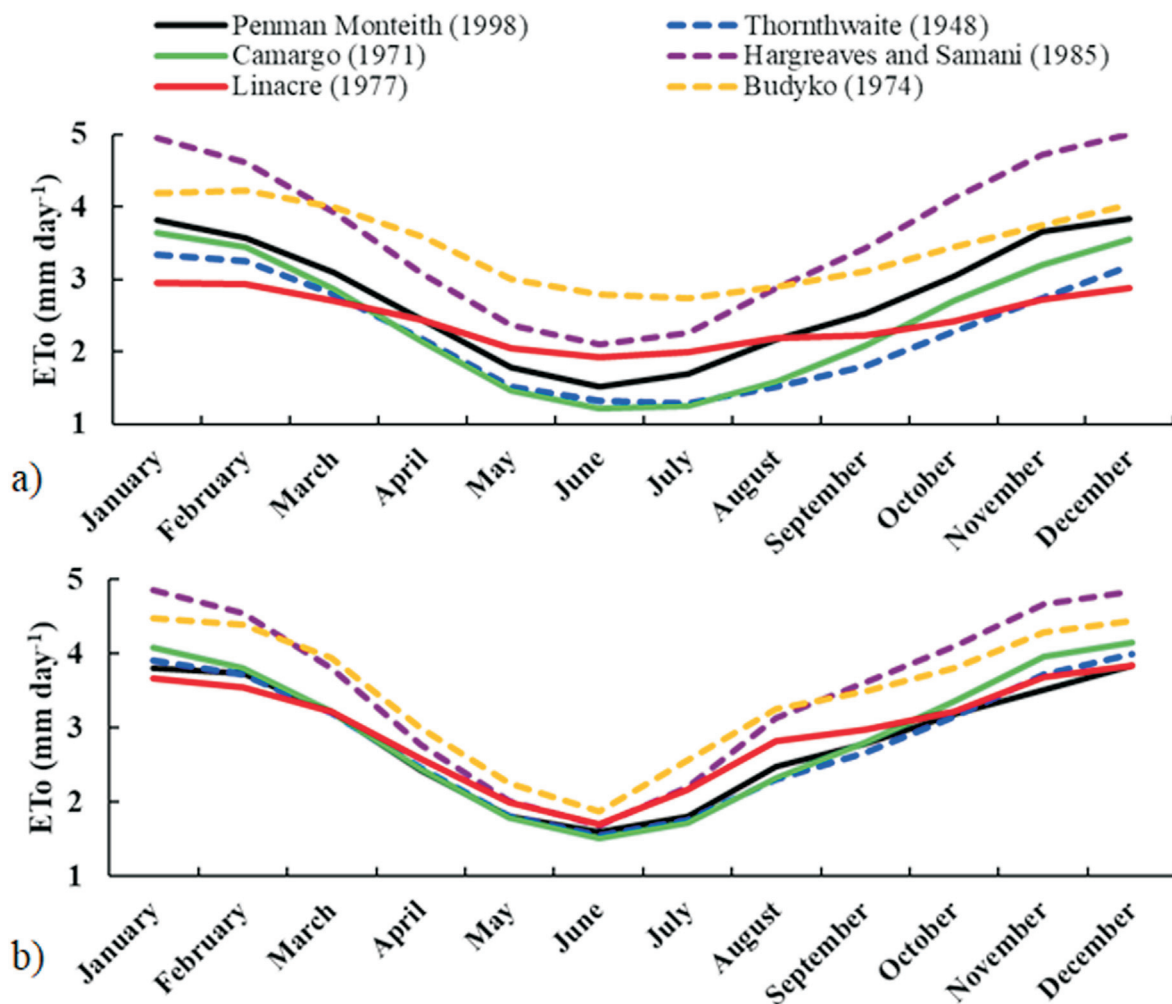 Penman Monteith (1998) Thornthwaite (1948)
Camargo (1971) Hargreaves and Samani (1985)
Linacre (1977) Budyko (1974)
5
4
3
2
1
ETo (mm day-1)
January February March April May June July August September October November December
a)
5
4
3
2
1
ETo (mm day-1)
January February March April May June July August September October November December
b)